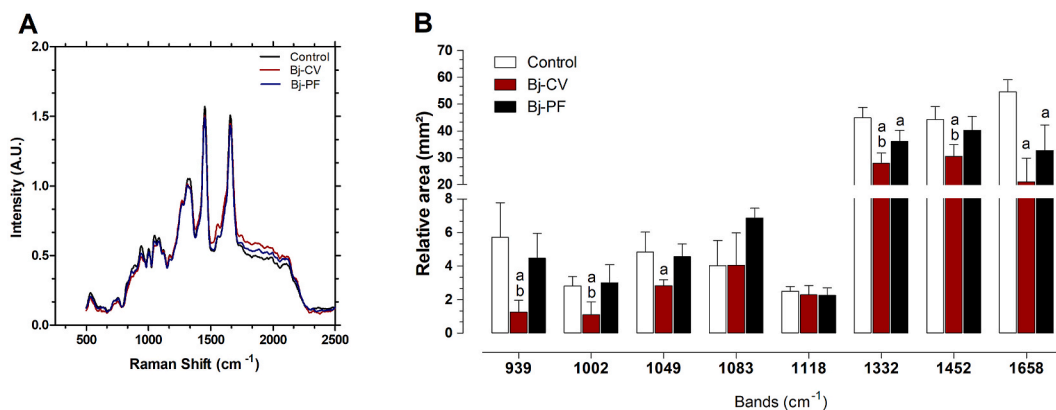 A
Intensity (A.U.)
2.0
1.5
1.0
0.5
0.0
Control
Bj-CV
Bj-PF
500 1000 1500 2000 2500
Raman Shift (cm⁻¹)
B
Relative area (mm²)
70
60
50
40
30
20
8
6
4
2
0
Control
Bj-CV
Bj-PF
a
b
a
b
a
a
b
a
a
b
a
a
939 1002 1049 1083 1118 1332 1452 1658
Bands (cm⁻¹)